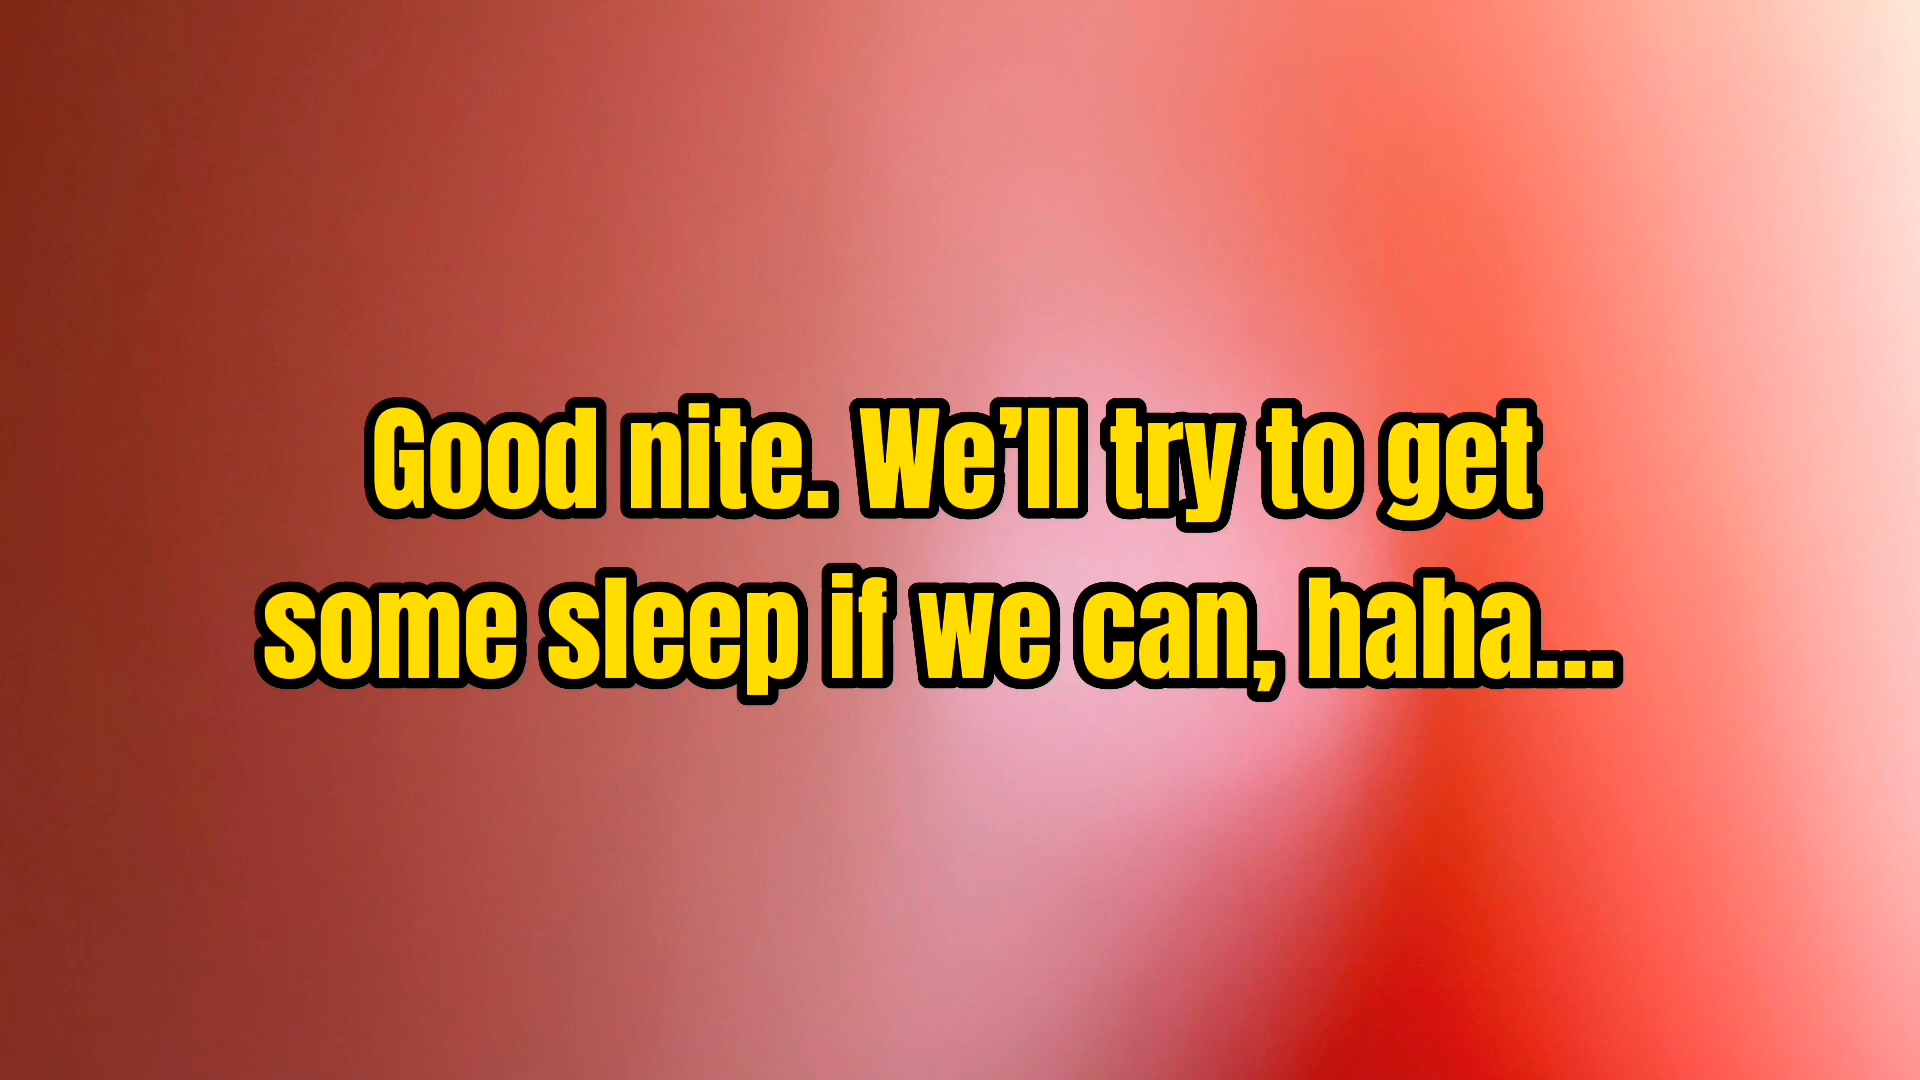 Good nite. We’ll try to get
some sleep if we can, haha...